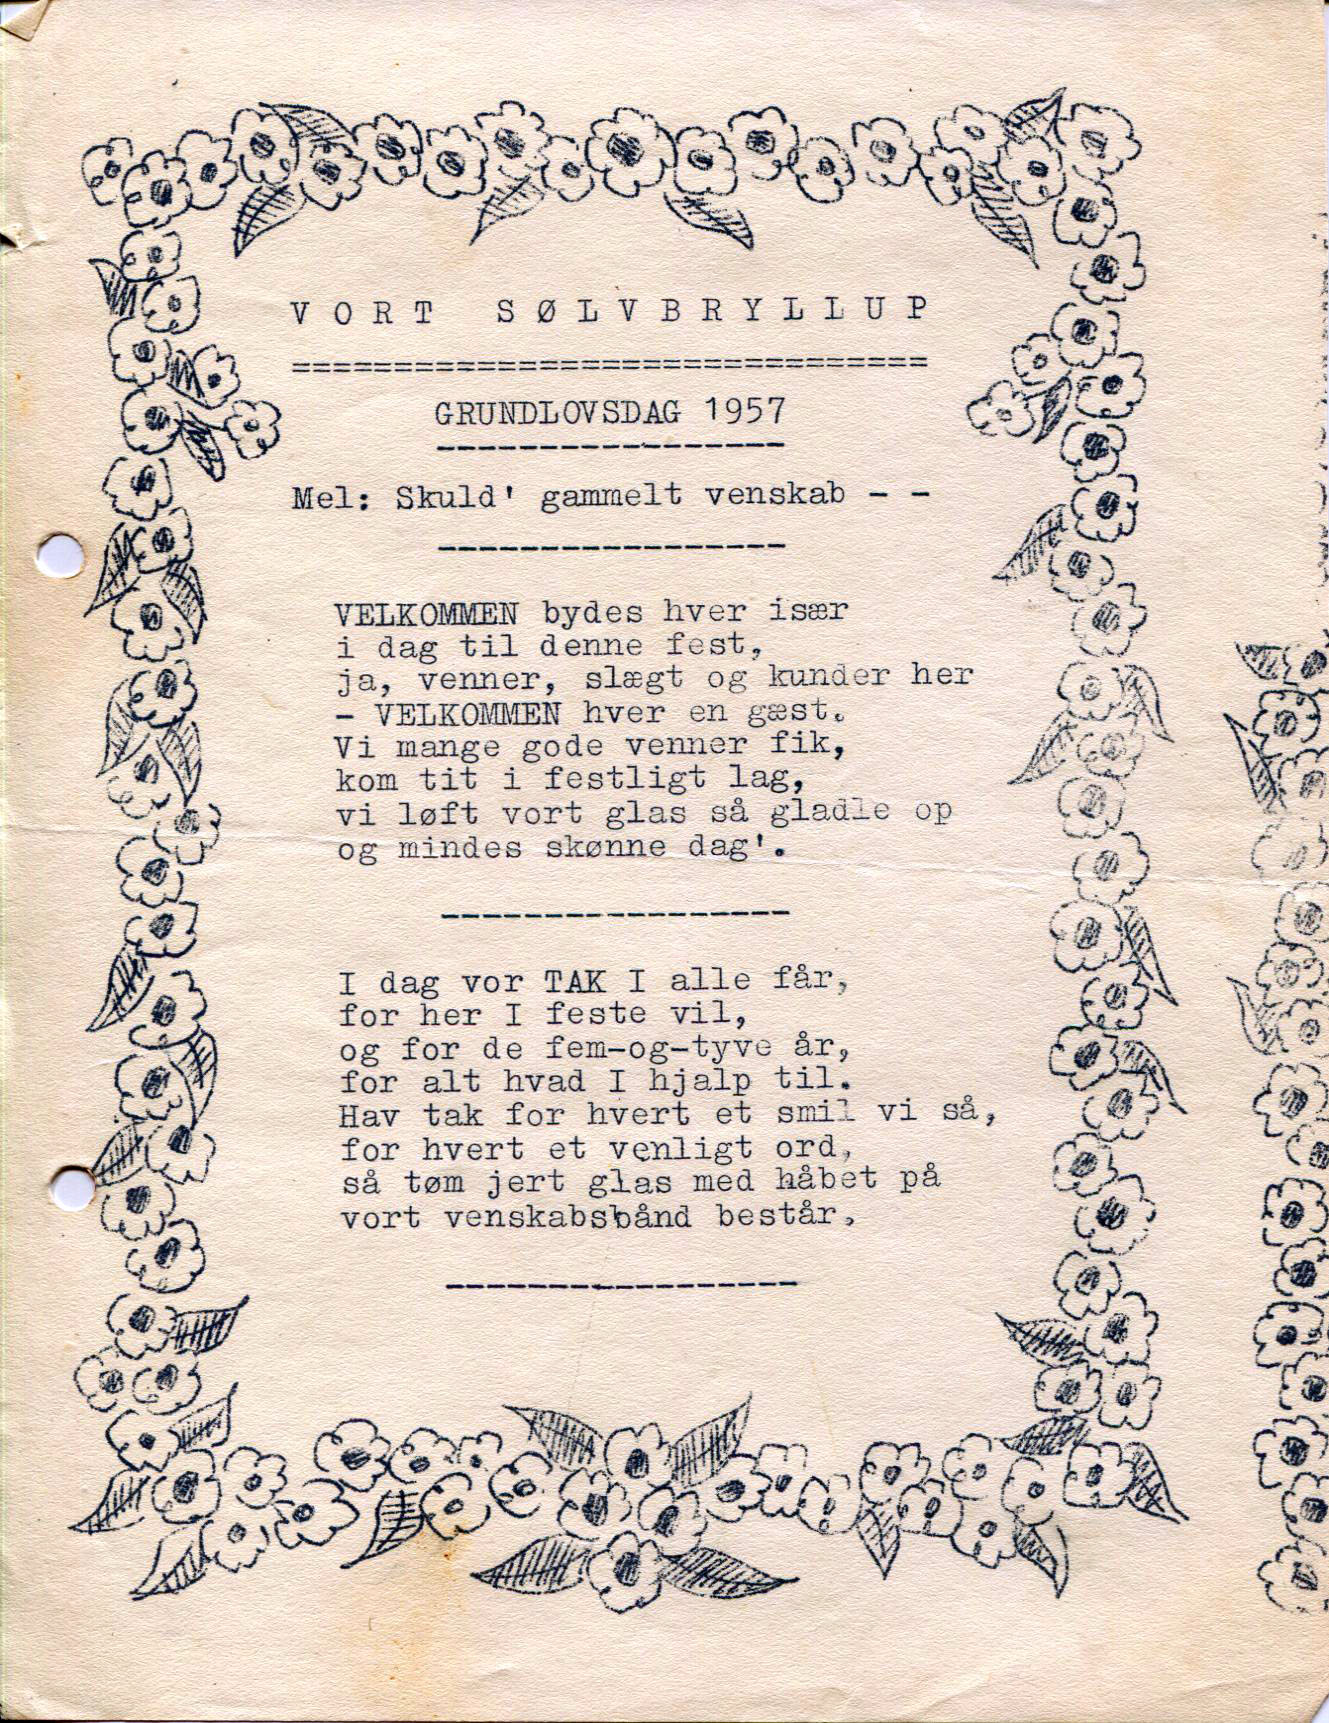 VORT SØLVBRYLLUP
===============================
GRUNDLOVSDAG 1957
-----------------
Mel: Skuld' gammelt venskab - -
-----------------
VELKOMMEN bydes hver især
i dag til denne fest,
ja, venner, slægt og kunder her
- VELKOMMEN hver en gæst.
Vi mange gode venner fik,
kom tit i festligt lag,
vi løft vort glas så gladle op
og mindes skønne dag'.
-----------------
I dag vor TAK I alle får,
for her I feste vil,
og for de fem-og-tyve år,
for alt hvad I hjalp til.
Hav tak for hvert et smil vi så,
for hvert et venligt ord,
så tøm jert glas med håbet på
vort venskabsbånd består.
-----------------